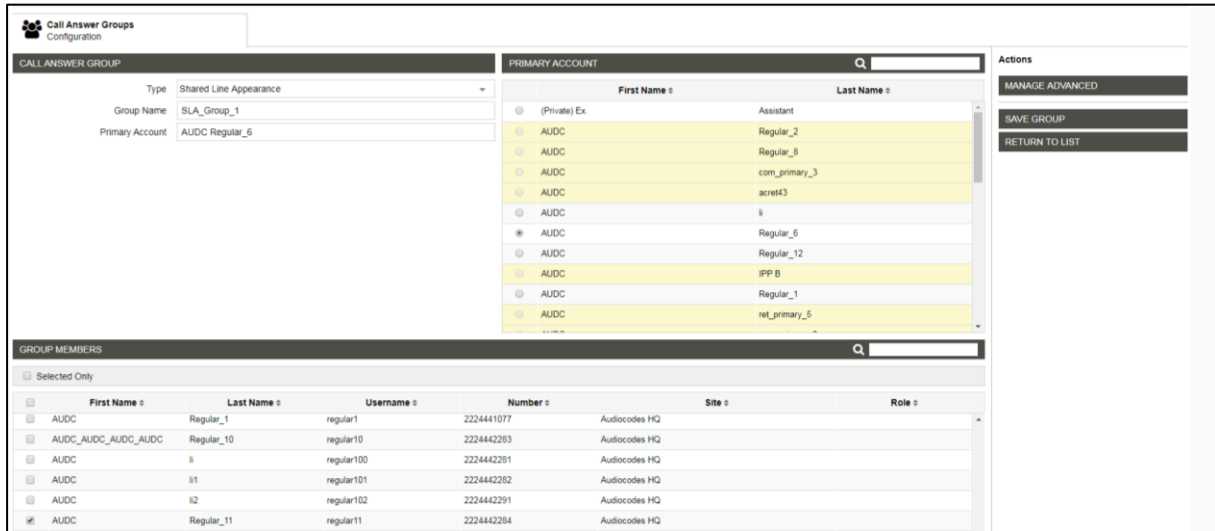 Call Answer Groups
Configuration
CALL ANSWER GROUP
Type Shared Line Appearance
Group Name SLA_Group_1
Primary Account AUDC Regular_6
PRIMARY ACCOUNT
First Name Last Name
(Private) Ex. Assistant
AUDC Regular_2
AUDC Regular_8
AUDC com_primary_3
AUDC acret43
AUDC li
AUDC Regular_6
AUDC Regular_12
AUDC IPP B
AUDC Regular_1
AUDC ret_primary_5
Actions
MANAGE ADVANCED
SAVE GROUP
RETURN TO LIST
GROUP MEMBERS
Selected Only
First Name Last Name Username Number Site Role
AUDC Regular_1 regular1 2224441077 Audiocodes HQ
AUDC_AUDC_AUDC_AUDC Regular_10 regular10 2224442283 Audiocodes HQ
AUDC li regular100 2224442281 Audiocodes HQ
AUDC li1 regular101 2224442282 Audiocodes HQ
AUDC li2 regular102 2224442291 Audiocodes HQ
AUDC Regular_11 regular11 2224442284 Audiocodes HQ